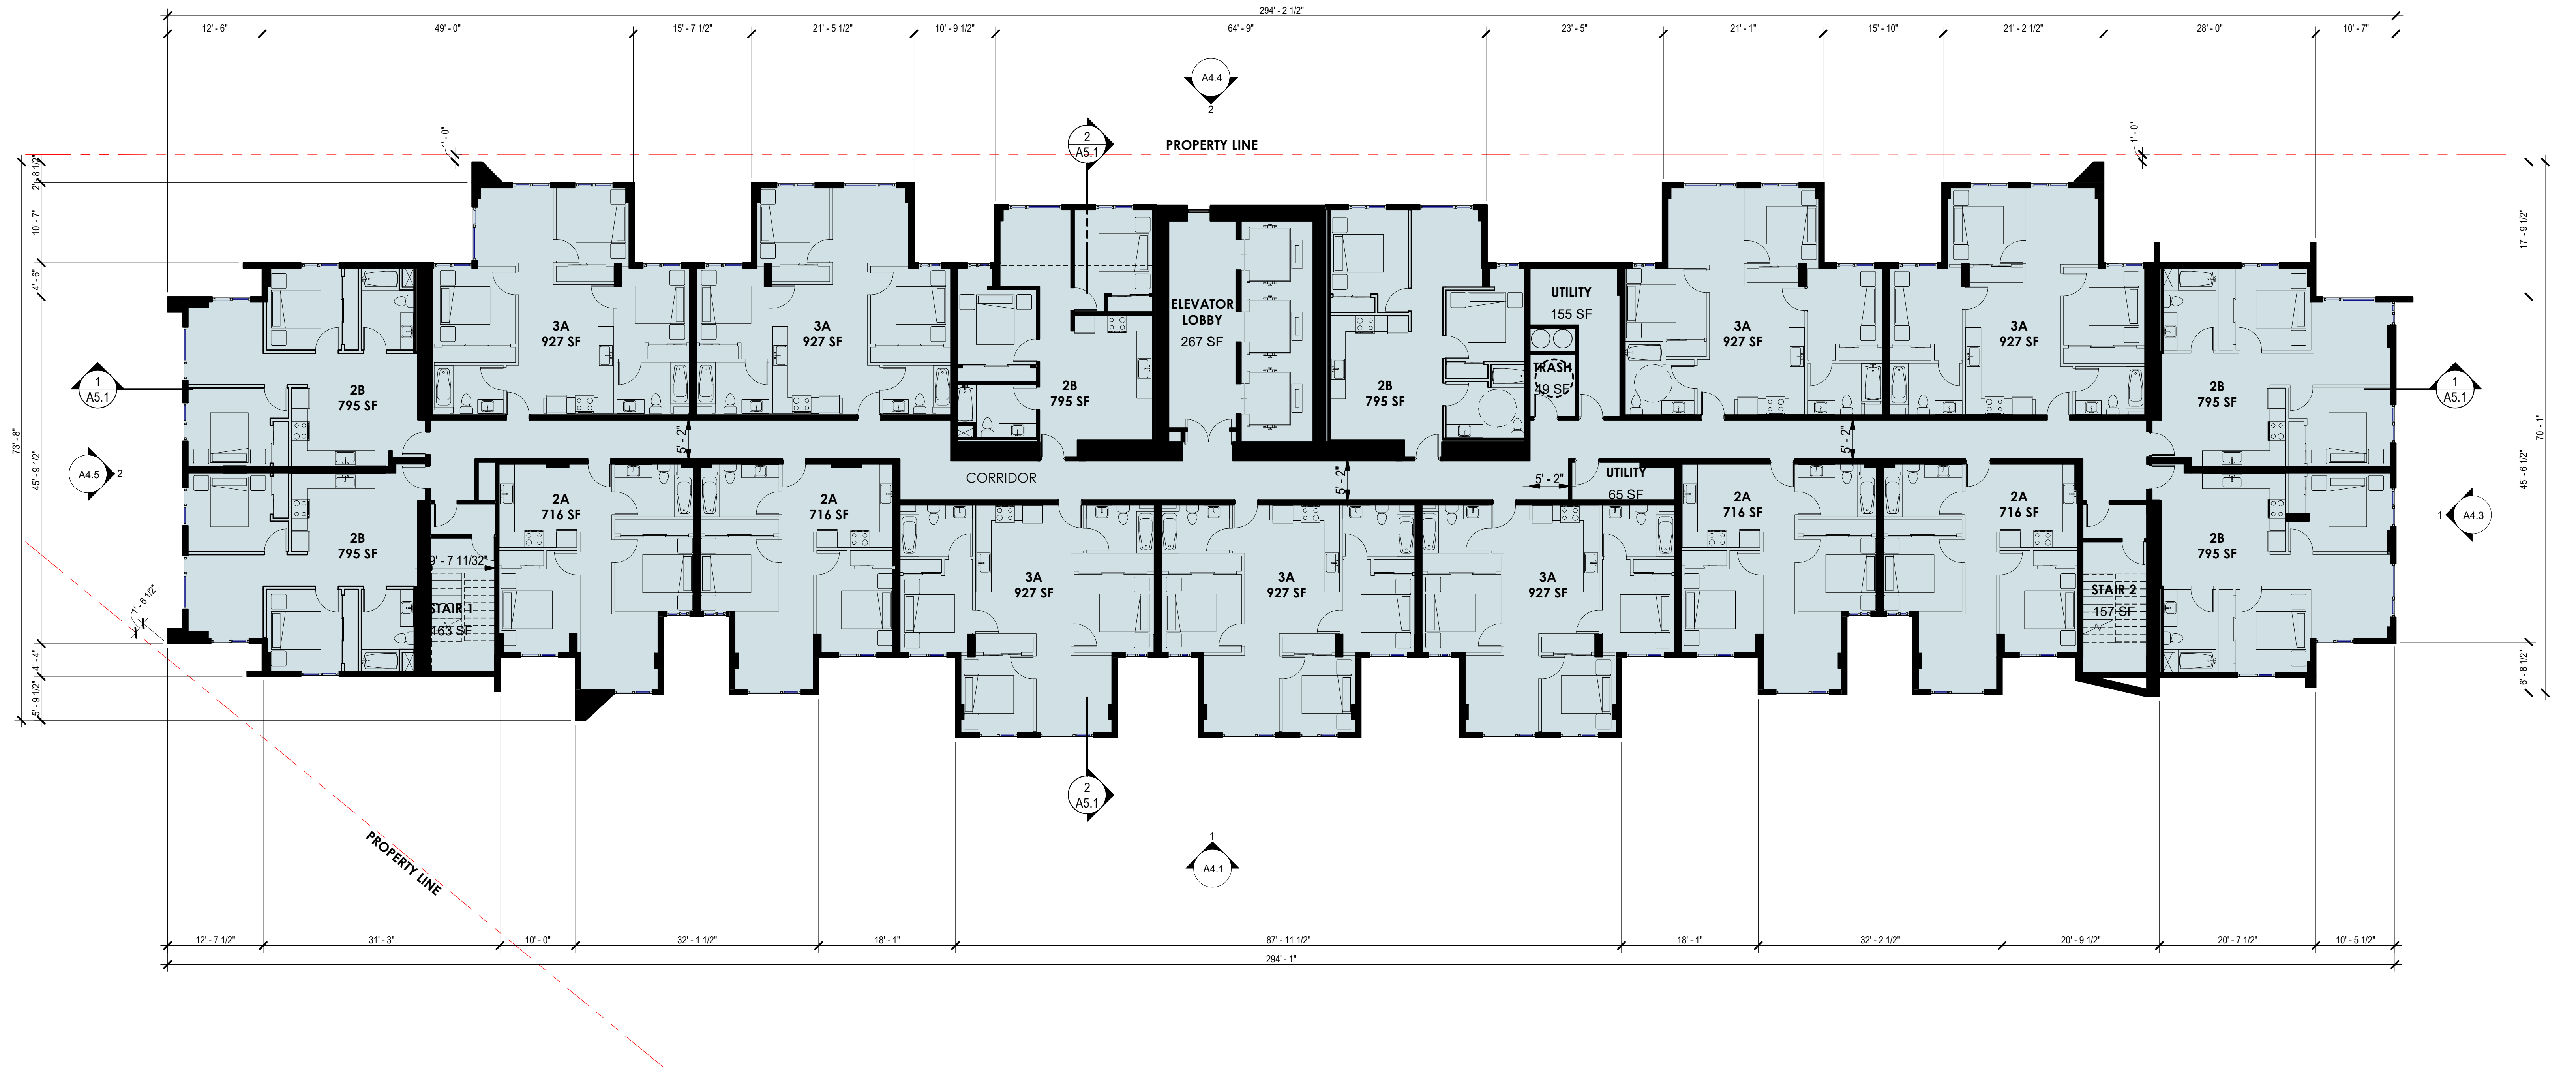 294' - 2 1/2"
12' - 6"
49' - 0"
15' - 7 1/2"
21' - 5 1/2"
10' - 9 1/2"
64' - 9"
23' - 5"
21' - 1"
15' - 10"
21' - 2 1/2"
28' - 0"
10' - 7"
A4.4
2
2
A5.1
PROPERTY LINE
1' - 0"
1' - 0"
73' - 8"
2' - 8 1/2"
10' - 7"
4' - 6"
45' - 9 1/2"
4' - 4"
5' - 9 1/2"
17' - 9 1/2"
45' - 6 1/2"
6' - 8 1/2"
70' - 1"
3A
927 SF
3A
927 SF
ELEVATOR
LOBBY
267 SF
UTILITY
155 SF
TRASH
49 SF
3A
927 SF
3A
927 SF
2B
795 SF
2B
795 SF
2B
795 SF
2B
795 SF
1
A5.1
1
A5.1
5' - 2"
5' - 2"
5' - 2"
5' - 2"
CORRIDOR
UTILITY
65 SF
A4.5
2
1
A4.3
2B
795 SF
2A
716 SF
2A
716 SF
2A
716 SF
2A
716 SF
2B
795 SF
9' - 7 11/32"
STAIR 1
163 SF
3A
927 SF
3A
927 SF
3A
927 SF
STAIR 2
157 SF
1' - 6 1/2"
2
A5.1
1
A4.1
PROPERTY LINE
12' - 7 1/2"
31' - 3"
10' - 0"
32' - 1 1/2"
18' - 1"
87' - 11 1/2"
18' - 1"
32' - 2 1/2"
20' - 9 1/2"
20' - 7 1/2"
10' - 5 1/2"
294' - 1"